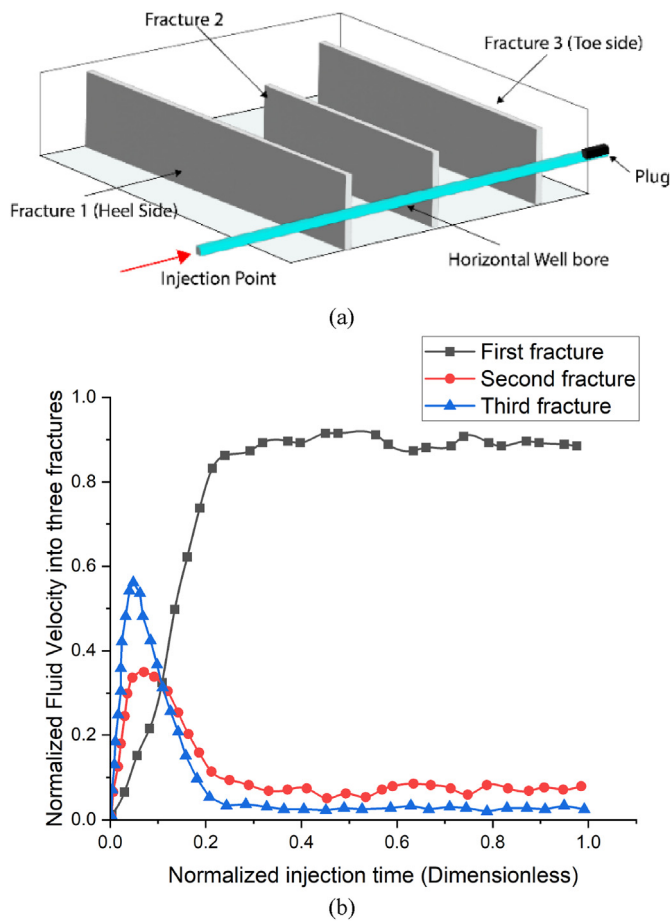 Fracture 2
Fracture 3 (Toe side)
Plug
Fracture 1 (Heel Side)
Horizontal Well bore
Injection Point
(a)
First fracture
Second fracture
Third fracture
Normalized Fluid Velocity into three fractures
1.0
0.8
0.6
0.4
0.2
0.0
0.0 0.2 0.4 0.6 0.8 1.0
Normalized injection time (Dimensionless)
(b)